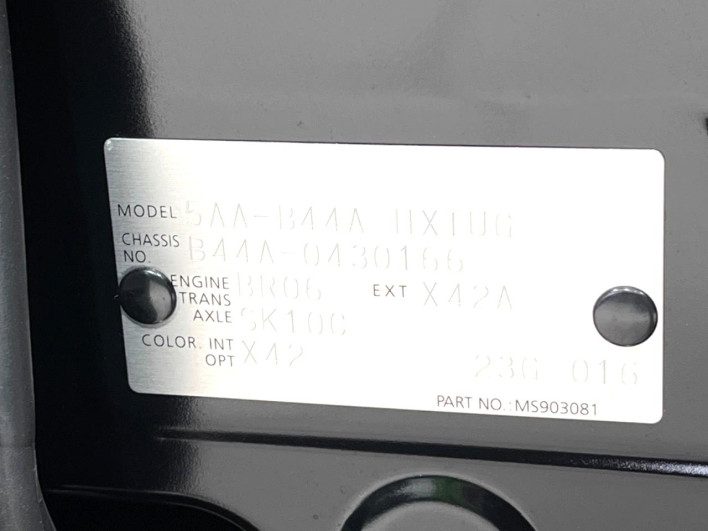 MODEL 5AA-B44A HXTUG
CHASSIS NO. B44A-0430166
ENGINE BR06 EXT X42A
TRANS AXLE SK10C
COLOR. INT OPT X42 23G 016
PART NO.: MS903081